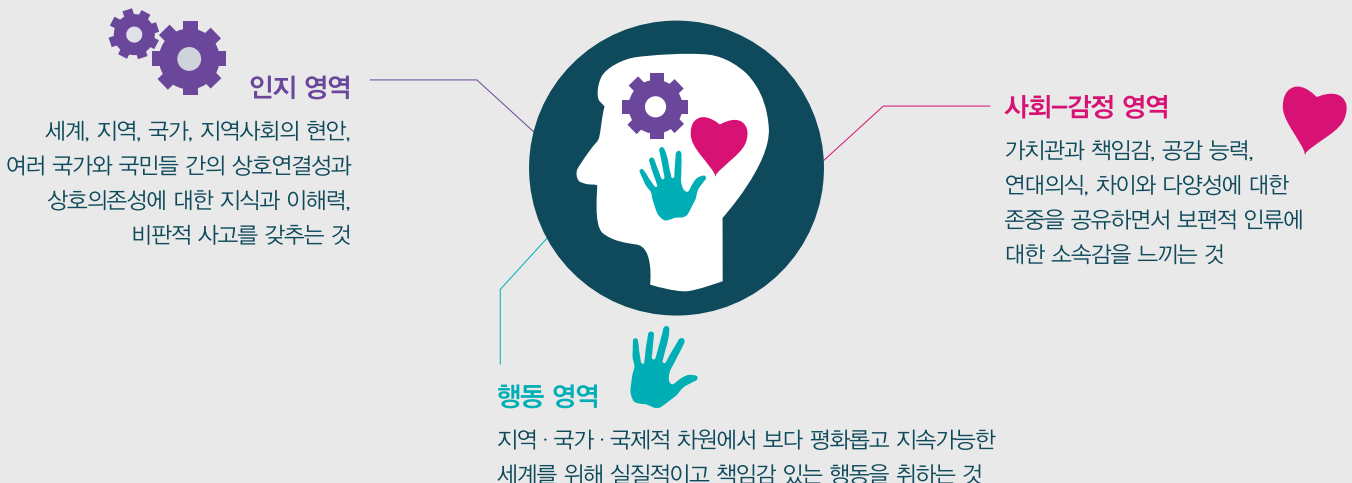 인지 영역
세계, 지역, 국가, 지역사회의 현안,
여러 국가와 국민들 간의 상호연결성과
상호의존성에 대한 지식과 이해력,
비판적 사고를 갖추는 것
사회-감정 영역
가치관과 책임감, 공감 능력,
연대의식, 차이와 다양성에 대한
존중을 공유하면서 보편적 인류에
대한 소속감을 느끼는 것
행동 영역
지역 · 국가 · 국제적 차원에서 보다 평화롭고 지속가능한
세계를 위해 실질적이고 책임감 있는 행동을 취하는 것